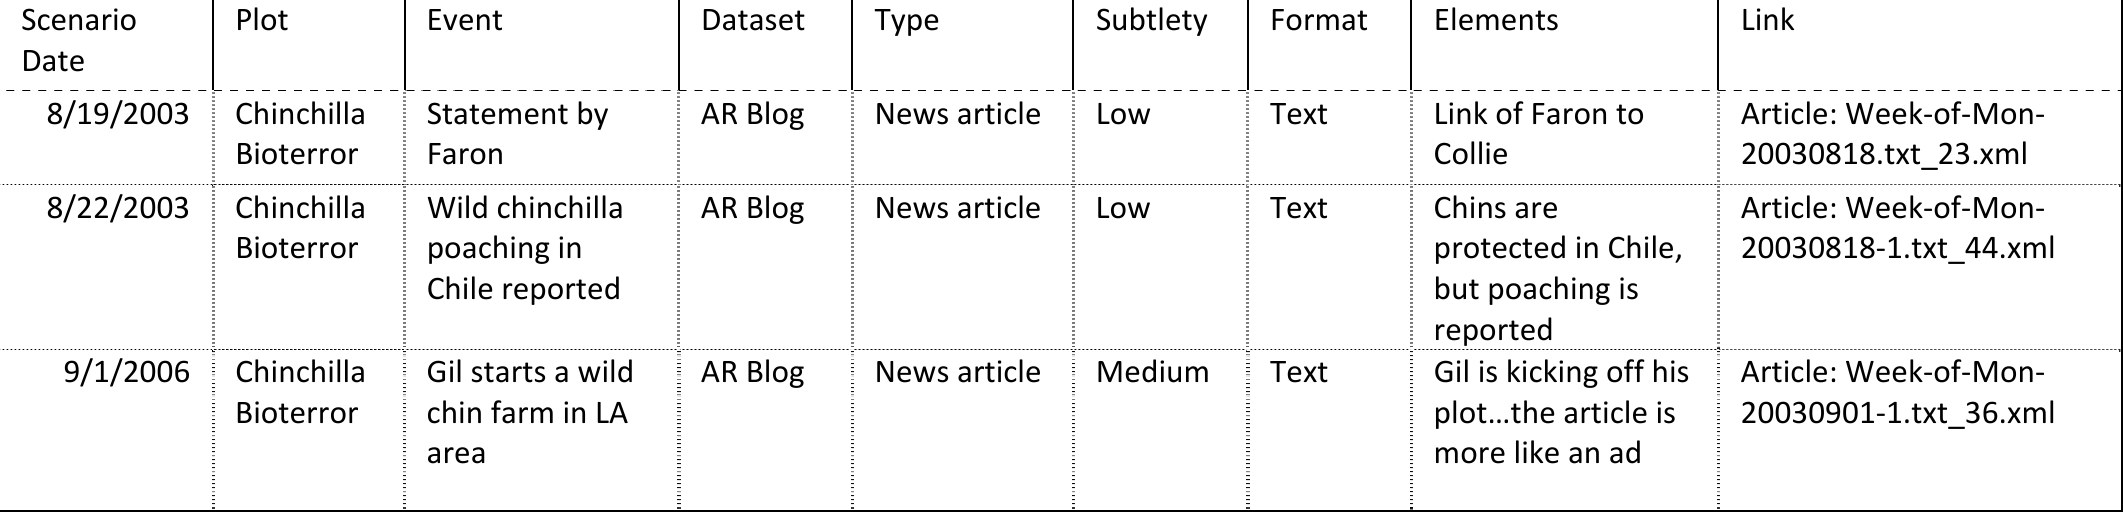 Scenario Date	Plot	Event	Dataset	Type	Subtlety	Format	Elements	Link
8/19/2003	Chinchilla Bioterror	Statement by Faron	AR Blog	News article	Low	Text	Link of Faron to Collie	Article: Week-of-Mon-20030818.txt_23.xml
8/22/2003	Chinchilla Bioterror	Wild chinchilla poaching in Chile reported	AR Blog	News article	Low	Text	Chins are protected in Chile, but poaching is reported	Article: Week-of-Mon-20030818-1.txt_44.xml
9/1/2006	Chinchilla Bioterror	Gil starts a wild chin farm in LA area	AR Blog	News article	Medium	Text	Gil is kicking off his plot…the article is more like an ad	Article: Week-of-Mon-20030901-1.txt_36.xml